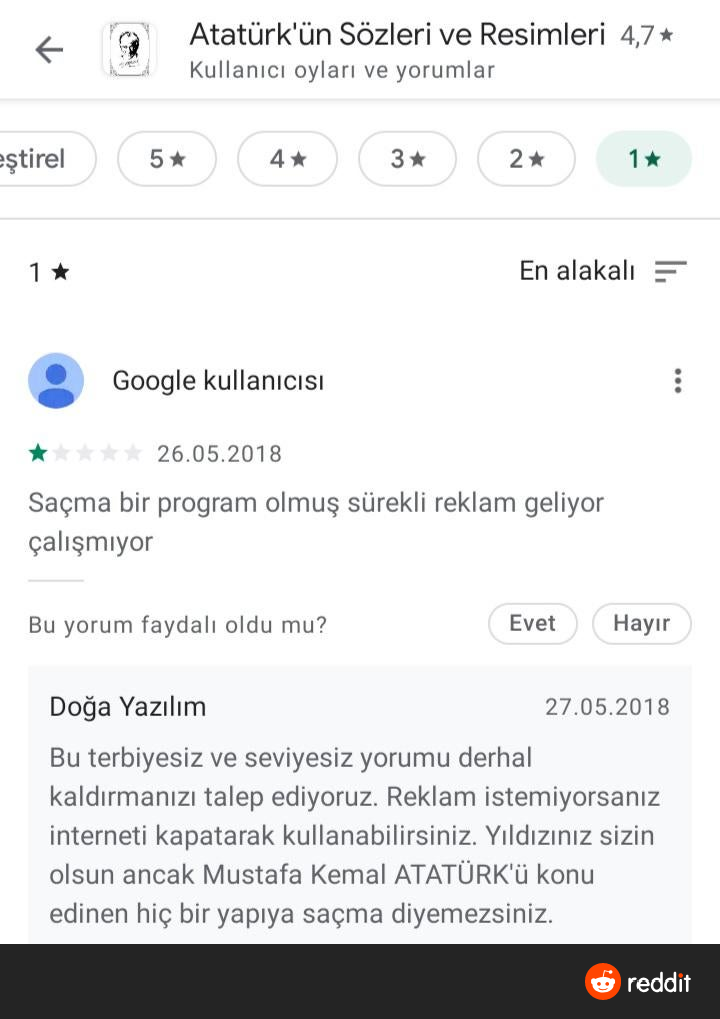 Atatürk'ün Sözleri ve Resimleri 4,7★
Kullanıcı oyları ve yorumlar
eştirel 5★ 4★ 3★ 2★ 1★
1 ★ En alakalı
Google kullanıcısı
26.05.2018
Saçma bir program olmuş sürekli reklam geliyor
çalışmıyor
Bu yorum faydalı oldu mu? Evet Hayır
Doğa Yazılım 27.05.2018
Bu terbiyesiz ve seviyesiz yorumu derhal
kaldırmanızı talep ediyoruz. Reklam istemiyorsanız
interneti kapatarak kullanabilirsiniz. Yıldızınız sizin
olsun ancak Mustafa Kemal ATATÜRK'ü konu
edinen hiç bir yapıya saçma diyemezsiniz.
reddit